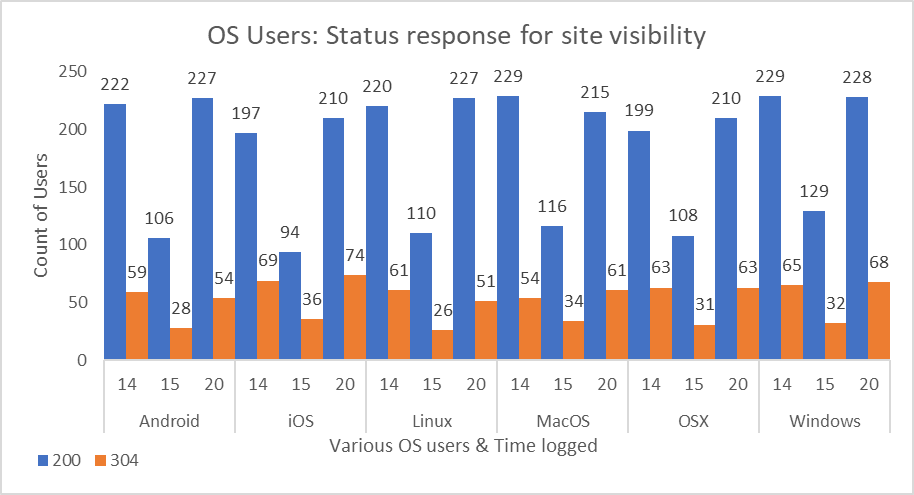 OS Users: Status response for site visibility
Count of Users
250
200
150
100
50
0
222 59 106 28 227 54
197 69 94 36 210 74
220 61 110 26 227 51
229 54 116 34 215 61
199 63 108 31 210 63
229 65 129 32 228 68
14 15 20 14 15 20 14 15 20 14 15 20 14 15 20 14 15 20
Android iOS Linux MacOS OSX Windows
Various OS users & Time logged
200 304